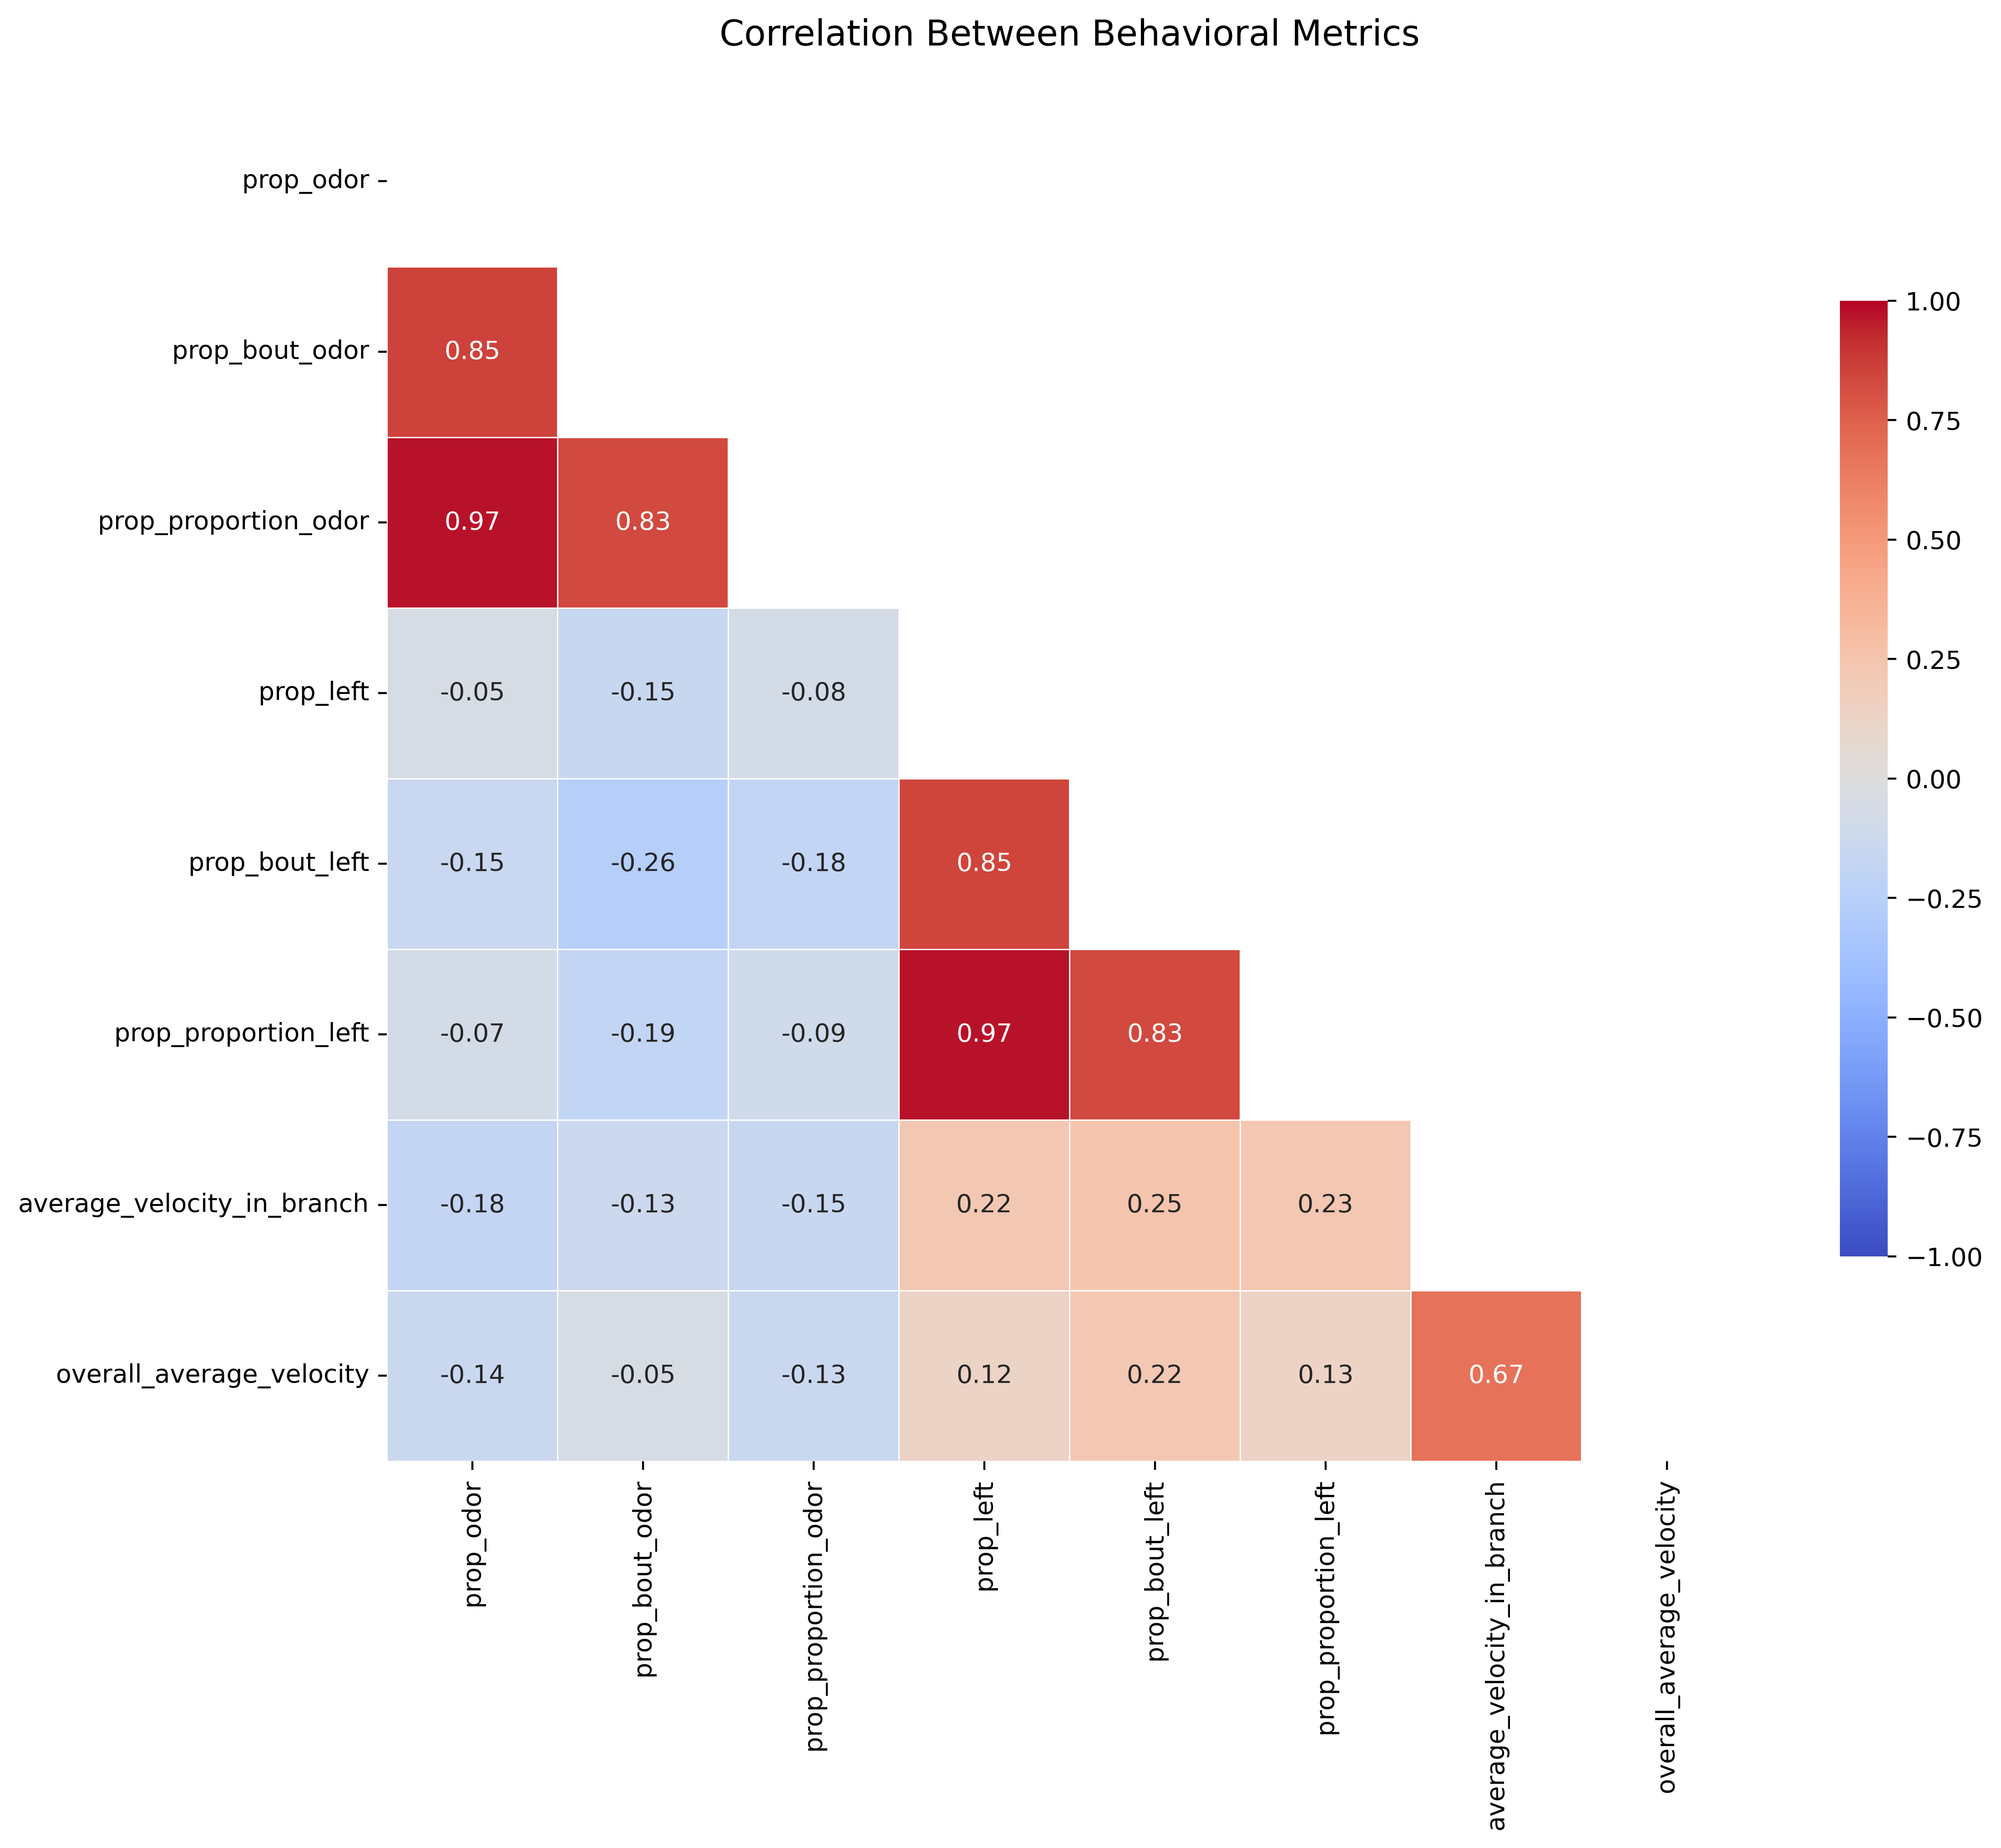 Correlation Between Behavioral Metrics
prop_odor
prop_bout_odor 0.85
prop_proportion_odor 0.97 0.83
prop_left -0.05 -0.15 -0.08
prop_bout_left -0.15 -0.26 -0.18 0.85
prop_proportion_left -0.07 -0.19 -0.09 0.97 0.83
average_velocity_in_branch -0.18 -0.13 -0.15 0.22 0.25 0.23
overall_average_velocity -0.14 -0.05 -0.13 0.12 0.22 0.13 0.67
prop_odor
prop_bout_odor
prop_proportion_odor
prop_left
prop_bout_left
prop_proportion_left
average_velocity_in_branch
overall_average_velocity
1.00
0.75
0.50
0.25
0.00
−0.25
−0.50
−0.75
−1.00